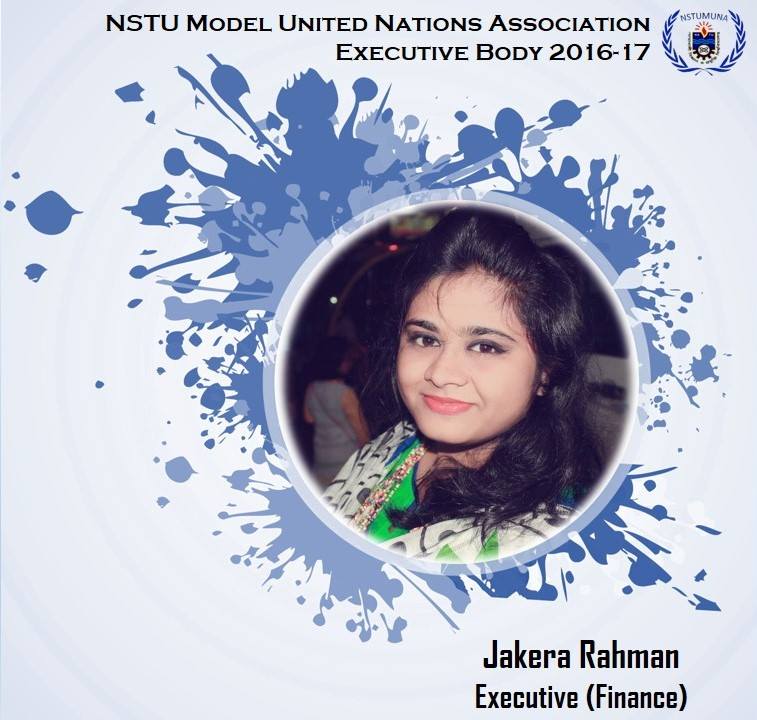 NSTU Model United Nations Association
Executive Body 2016-17
NSTUMUNA
Jakera Rahman
Executive (Finance)